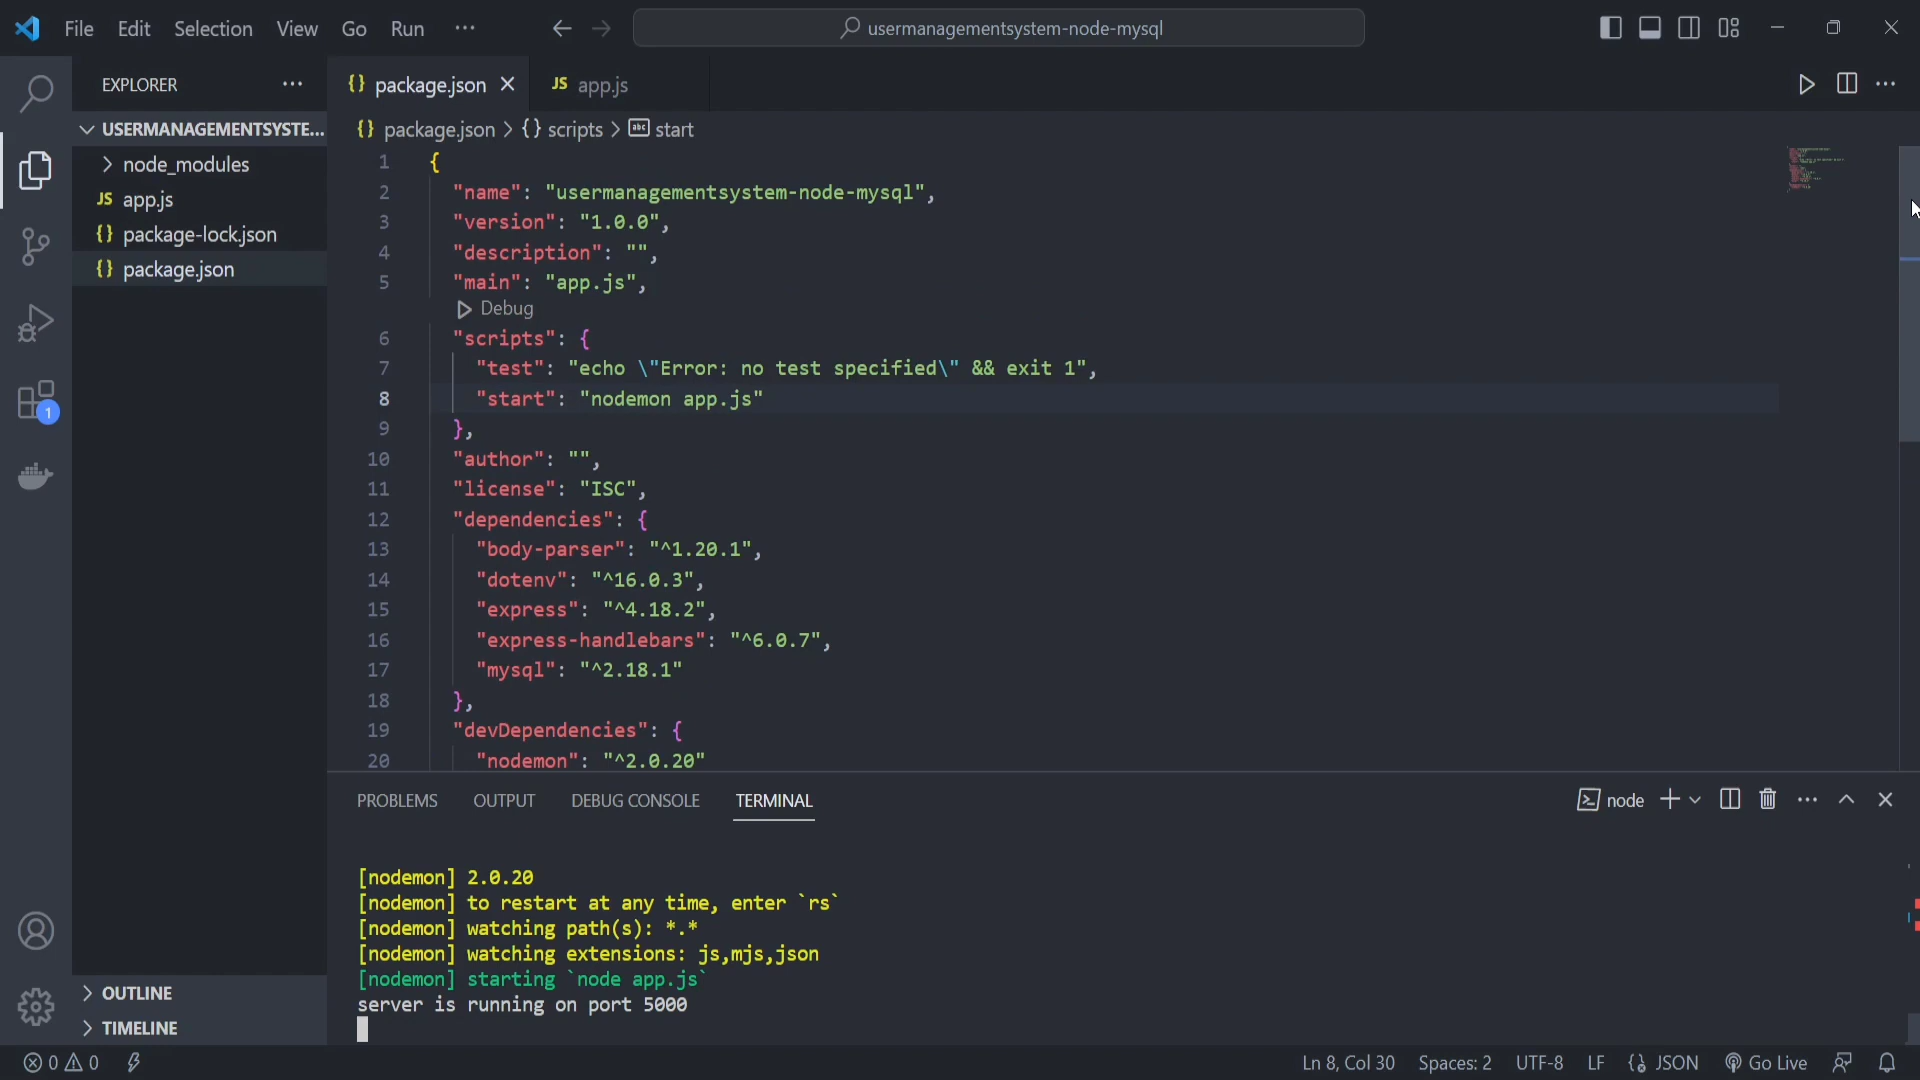 File Edit Selection View Go Run ···
usermanagementsystem-node-mysql
EXPLORER ···
USERMANAGEMENTSYSTE...
node_modules
JS app.js
{} package-lock.json
{} package.json
{} package.json
JS app.js
{} package.json > {} scripts > abc start
1 {
2 "name": "usermanagementsystem-node-mysql",
3 "version": "1.0.0",
4 "description": "",
5 "main": "app.js",
Debug
6 "scripts": {
7 "test": "echo \"Error: no test specified\" && exit 1",
8 "start": "nodemon app.js"
9 },
10 "author": "",
11 "license": "ISC",
12 "dependencies": {
13 "body-parser": "^1.20.1",
14 "dotenv": "^16.0.3",
15 "express": "^4.18.2",
16 "express-handlebars": "^6.0.7",
17 "mysql": "^2.18.1"
18 },
19 "devDependencies": {
20 "nodemon": "^2.0.20"
1
PROBLEMS OUTPUT DEBUG CONSOLE TERMINAL
node
[nodemon] 2.0.20
[nodemon] to restart at any time, enter `rs`
[nodemon] watching path(s): *.*
[nodemon] watching extensions: js,mjs,json
[nodemon] starting `node app.js`
server is running on port 5000
OUTLINE
TIMELINE
0 0
Ln 8, Col 30 Spaces: 2 UTF-8 LF {} JSON Go Live